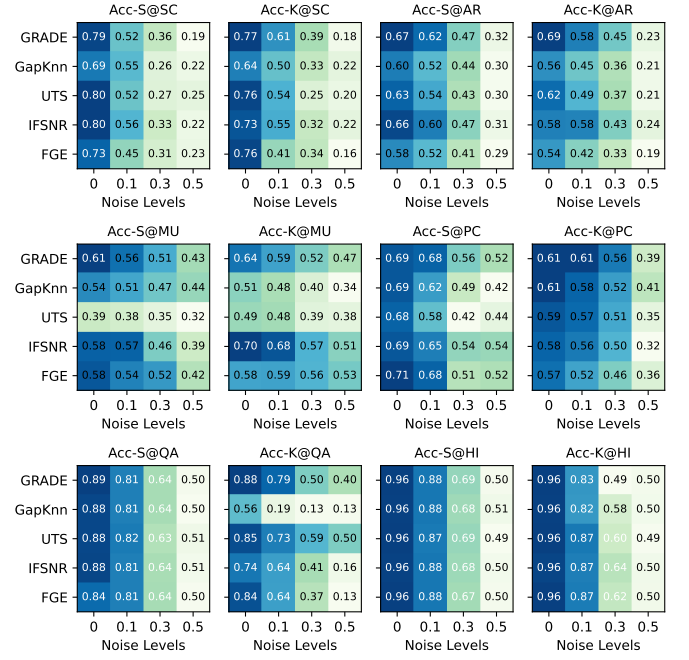 Acc-S@SC Acc-K@SC Acc-S@AR Acc-K@AR
GRADE 0.79 0.52 0.36 0.19 0.77 0.61 0.39 0.18 0.67 0.62 0.47 0.32 0.69 0.58 0.45 0.23
GapKnn 0.69 0.55 0.26 0.22 0.64 0.50 0.33 0.22 0.60 0.52 0.44 0.30 0.56 0.45 0.36 0.21
UTS 0.80 0.52 0.27 0.25 0.76 0.54 0.25 0.20 0.63 0.54 0.43 0.30 0.62 0.49 0.37 0.21
IFSNR 0.80 0.56 0.33 0.22 0.73 0.55 0.32 0.22 0.66 0.60 0.47 0.31 0.58 0.58 0.43 0.24
FGE 0.73 0.45 0.31 0.23 0.76 0.41 0.34 0.16 0.58 0.52 0.41 0.29 0.54 0.42 0.33 0.19
0 0.1 0.3 0.5 0 0.1 0.3 0.5 0 0.1 0.3 0.5 0 0.1 0.3 0.5
Noise Levels Noise Levels Noise Levels Noise Levels
Acc-S@MU Acc-K@MU Acc-S@PC Acc-K@PC
GRADE 0.61 0.56 0.51 0.43 0.64 0.59 0.52 0.47 0.69 0.68 0.56 0.52 0.61 0.61 0.56 0.39
GapKnn 0.54 0.51 0.47 0.44 0.51 0.48 0.40 0.34 0.69 0.62 0.49 0.42 0.61 0.58 0.52 0.41
UTS 0.39 0.38 0.35 0.32 0.49 0.48 0.39 0.38 0.68 0.58 0.42 0.44 0.59 0.57 0.51 0.35
IFSNR 0.58 0.57 0.46 0.39 0.70 0.68 0.57 0.51 0.69 0.65 0.54 0.54 0.58 0.56 0.50 0.32
FGE 0.58 0.54 0.52 0.42 0.58 0.59 0.56 0.53 0.71 0.68 0.51 0.52 0.57 0.52 0.46 0.36
0 0.1 0.3 0.5 0 0.1 0.3 0.5 0 0.1 0.3 0.5 0 0.1 0.3 0.5
Noise Levels Noise Levels Noise Levels Noise Levels
Acc-S@QA Acc-K@QA Acc-S@HI Acc-K@HI
GRADE 0.89 0.81 0.64 0.50 0.88 0.79 0.50 0.40 0.96 0.88 0.69 0.50 0.96 0.83 0.49 0.50
GapKnn 0.88 0.81 0.64 0.50 0.56 0.19 0.13 0.13 0.96 0.88 0.68 0.51 0.96 0.82 0.58 0.50
UTS 0.88 0.82 0.63 0.51 0.85 0.73 0.59 0.50 0.96 0.87 0.69 0.49 0.96 0.87 0.60 0.49
IFSNR 0.88 0.81 0.64 0.51 0.74 0.64 0.41 0.16 0.96 0.88 0.68 0.50 0.96 0.87 0.64 0.50
FGE 0.84 0.81 0.64 0.50 0.84 0.64 0.37 0.13 0.96 0.88 0.67 0.50 0.96 0.87 0.62 0.50
0 0.1 0.3 0.5 0 0.1 0.3 0.5 0 0.1 0.3 0.5 0 0.1 0.3 0.5
Noise Levels Noise Levels Noise Levels Noise Levels